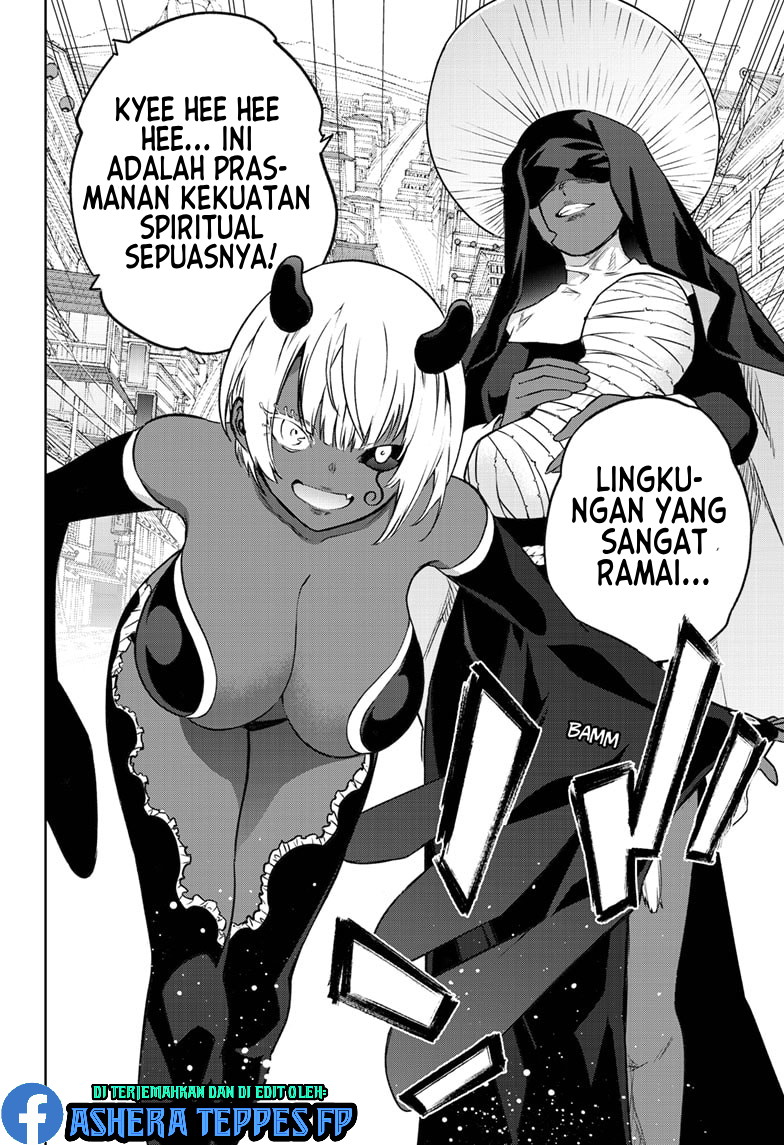 KYEE HEE HEE
HEE... INI
ADALAH PRAS-
MANAN KEKUATAN
SPIRITUAL
SEPUASNYA!
LINGKU-
NGAN YANG
SANGAT
RAMAI...
BAMM
DI TERJEMAHKAN DAN DI EDIT OLEH:
f ASHERA TEPPES FP